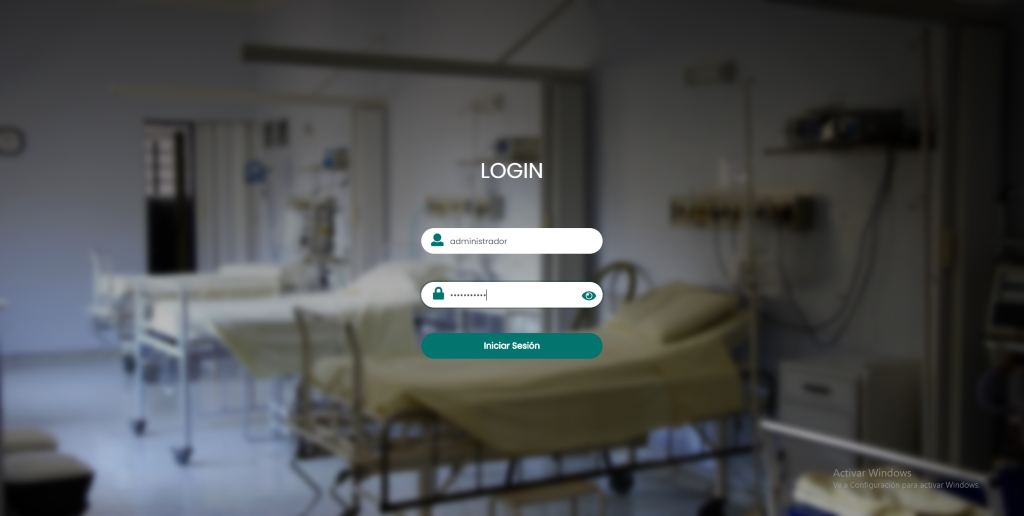 LOGIN
administrador
•••••••••••
Iniciar Sesión
Activar Windows
Ve a Configuración para activar Windows.